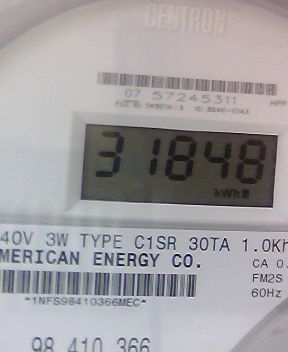 CENTRON®
07 57245311
31848
kWh
40V 3W TYPE C1SR 30TA 1.0Kh
MERICAN ENERGY CO.
CA 0.
FM2S
60Hz
*1NFS98410366MEC*
98 410 366